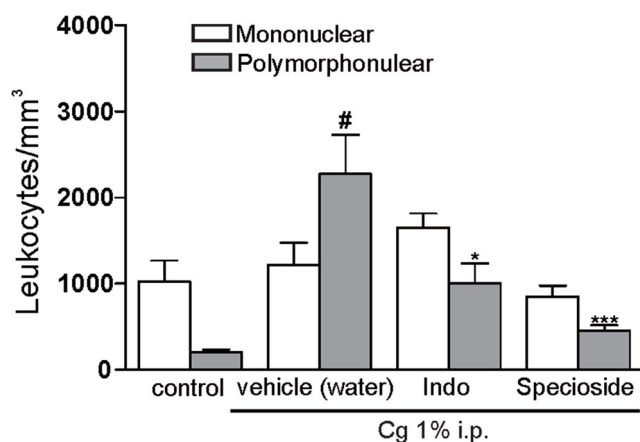 4000
3000
2000
1000
0
Leukocytes/mm³
Mononuclear
Polymorphonulear
#
*
***
control vehicle (water) Indo Specioside
Cg 1% i.p.